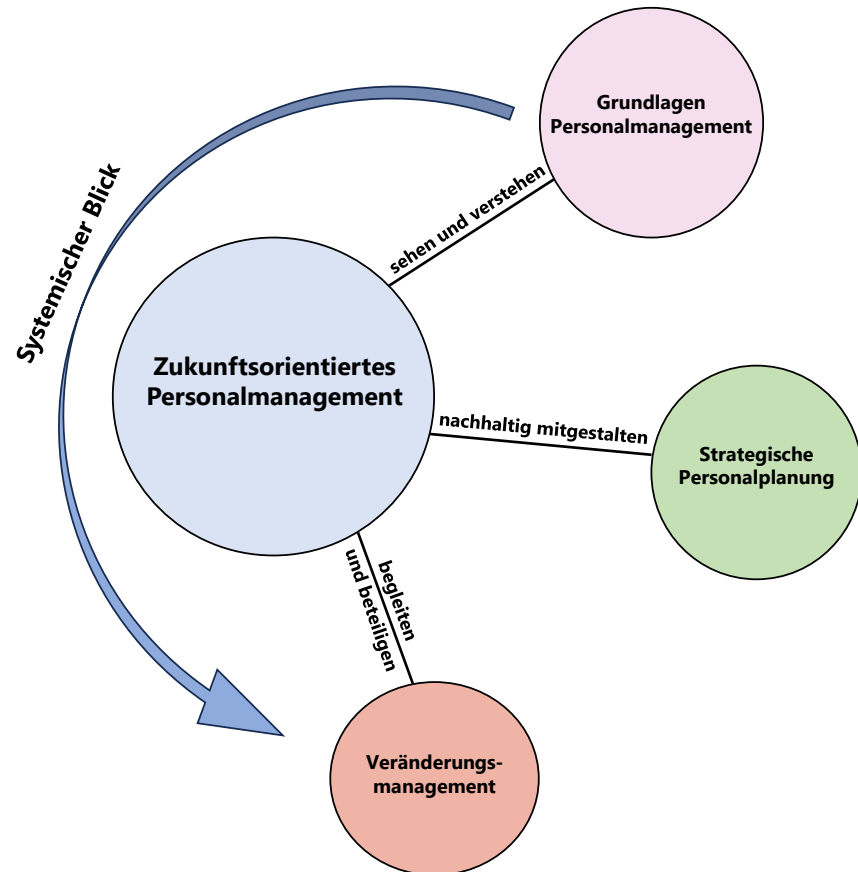 Grundlagen
Personalmanagement
sehen und verstehen
Systemischer Blick
Zukunftsorientiertes
Personalmanagement
nachhaltig mitgestalten
Strategische
Personalplanung
begleiten
und beteiligen
Veränderungs-
management